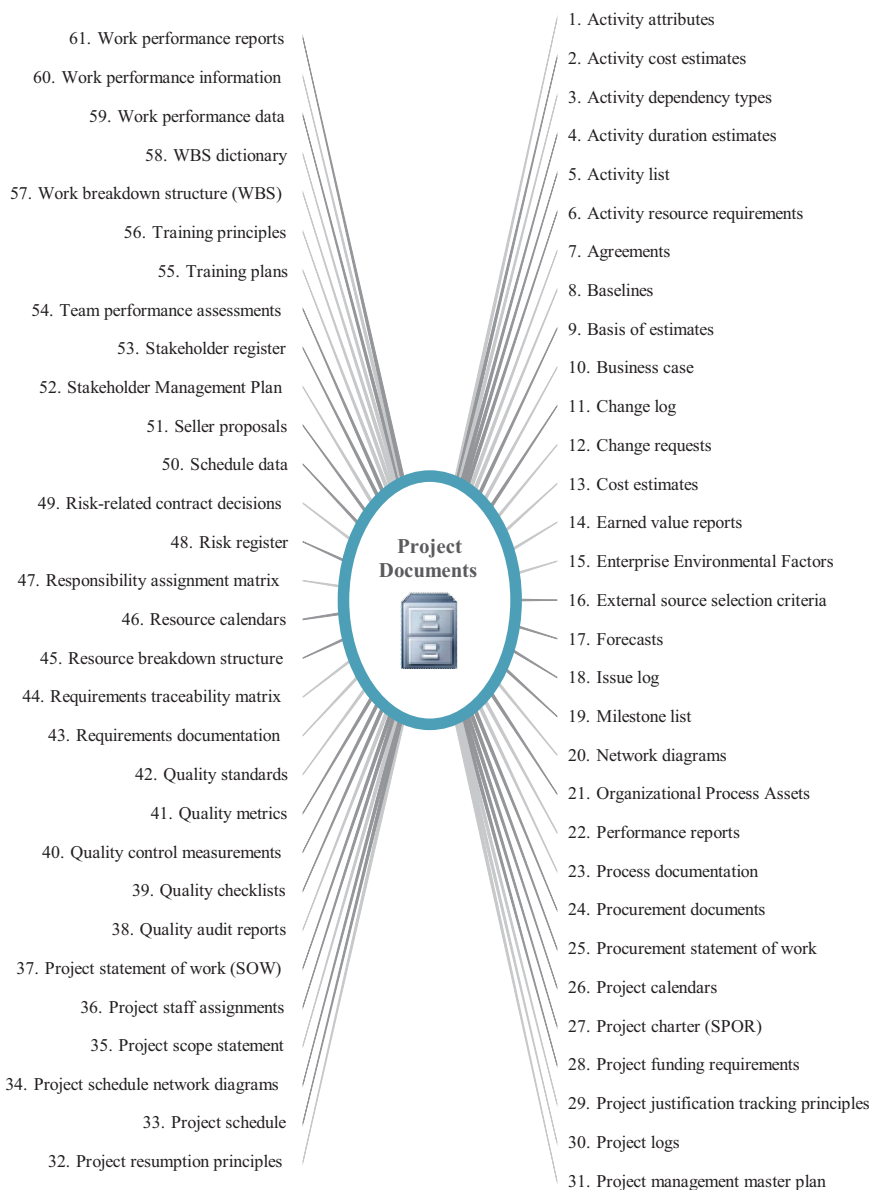 1. Activity attributes
2. Activity cost estimates
3. Activity dependency types
4. Activity duration estimates
5. Activity list
6. Activity resource requirements
7. Agreements
8. Baselines
9. Basis of estimates
10. Business case
11. Change log
12. Change requests
13. Cost estimates
14. Earned value reports
15. Enterprise Environmental Factors
16. External source selection criteria
17. Forecasts
18. Issue log
19. Milestone list
20. Network diagrams
21. Organizational Process Assets
22. Performance reports
23. Process documentation
24. Procurement documents
25. Procurement statement of work
26. Project calendars
27. Project charter (SPOR)
28. Project funding requirements
29. Project justification tracking principles
30. Project logs
31. Project management master plan
32. Project resumption principles
33. Project schedule
34. Project schedule network diagrams
35. Project scope statement
36. Project staff assignments
37. Project statement of work (SOW)
38. Quality audit reports
39. Quality checklists
40. Quality control measurements
41. Quality metrics
42. Quality standards
43. Requirements documentation
44. Requirements traceability matrix
45. Resource breakdown structure
46. Resource calendars
47. Responsibility assignment matrix
48. Risk register
49. Risk-related contract decisions
50. Schedule data
51. Seller proposals
52. Stakeholder Management Plan
53. Stakeholder register
54. Team performance assessments
55. Training plans
56. Training principles
57. Work breakdown structure (WBS)
58. WBS dictionary
59. Work performance data
60. Work performance information
61. Work performance reports
Project
Documents